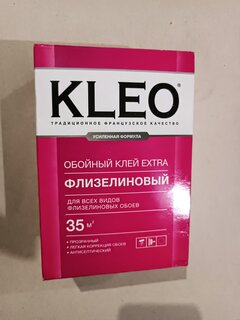 KLEO®
ТРАДИЦИОННОЕ ФРАНЦУЗСКОЕ КАЧЕСТВО
УСИЛЕННАЯ ФОРМУЛА
ОБОЙНЫЙ КЛЕЙ EXTRA
ФЛИЗЕЛИНОВЫЙ
ДЛЯ ВСЕХ ВИДОВ
ФЛИЗЕЛИНОВЫХ ОБОЕВ
35 м²
• ПРОЗРАЧНЫЙ
• ЛЕГКАЯ КОРРЕКЦИЯ ОБОЕВ
• АНТИСЕПТИЧЕСКИЙ